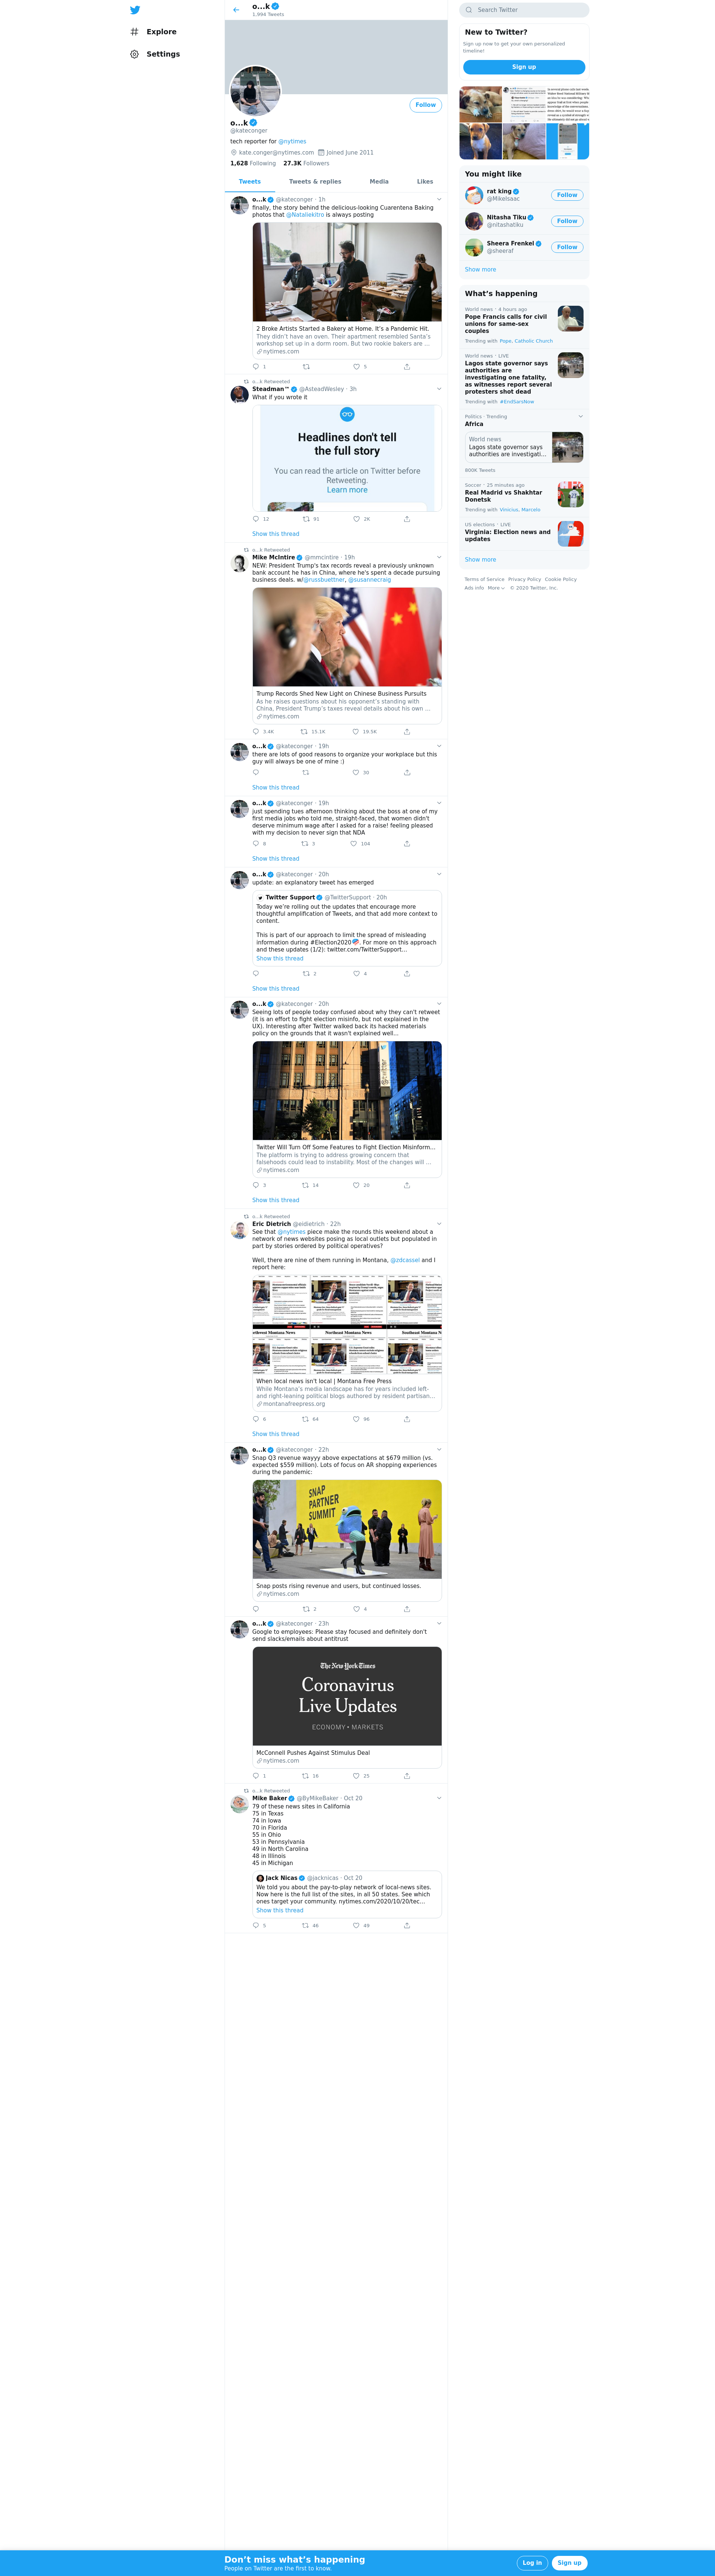 o...k
1,994 Tweets
Explore
Settings
Follow
o...k
@kateconger
tech reporter for @nytimes
kate.conger@nytimes.com Joined June 2011
1,628 Following 27.3K Followers
Tweets Tweets & replies Media Likes
o...k @kateconger · 1h
finally, the story behind the delicious-looking Cuarentena Baking
photos that @Nataliekitro is always posting
2 Broke Artists Started a Bakery at Home. It's a Pandemic Hit.
They didn't have an oven. Their apartment resembled Santa's
workshop set up in a dorm room. But two rookie bakers are ...
nytimes.com
1 5
o...k Retweeted
Steadman™ @AsteadWesley · 3h
What if you wrote it
Headlines don't tell
the full story
You can read the article on Twitter before
Retweeting.
Learn more
12 91 2K
Show this thread
o...k Retweeted
Mike McIntire @mmcintire · 19h
NEW: President Trump's tax records reveal a previously unknown
bank account he has in China, where he's spent a decade pursuing
business deals. w/@russbuettner, @susannecraig
Trump Records Shed New Light on Chinese Business Pursuits
As he raises questions about his opponent's standing with
China, President Trump's taxes reveal details about his own ...
nytimes.com
3.4K 15.1K 19.5K
o...k @kateconger · 19h
there are lots of good reasons to organize your workplace but this
guy will always be one of mine :)
30
Show this thread
o...k @kateconger · 19h
just spending tues afternoon thinking about the boss at one of my
first media jobs who told me, straight-faced, that women didn't
deserve minimum wage after I asked for a raise! feeling pleased
with my decision to never sign that NDA
8 3 104
Show this thread
o...k @kateconger · 20h
update: an explanatory tweet has emerged
Twitter Support @TwitterSupport · 20h
Today we're rolling out the updates that encourage more
thoughtful amplification of Tweets, and that add more context to
content.
This is part of our approach to limit the spread of misleading
information during #Election2020. For more on this approach
and these updates (1/2): twitter.com/TwitterSupport...
Show this thread
2 4
Show this thread
o...k @kateconger · 20h
Seeing lots of people today confused about why they can't retweet
(it is an effort to fight election misinfo, but not explained in the
UX). Interesting after Twitter walked back its hacked materials
policy on the grounds that it wasn't explained well...
Twitter Will Turn Off Some Features to Fight Election Misinform...
The platform is trying to address growing concern that
falsehoods could lead to instability. Most of the changes will ...
nytimes.com
3 14 20
Show this thread
o...k Retweeted
Eric Dietrich @eidietrich · 22h
See that @nytimes piece make the rounds this weekend about a
network of news websites posing as local outlets but populated in
part by stories ordered by political operatives?
Well, there are nine of them running in Montana, @zdcassel and I
report here:
Northeast Montana News
When local news isn't local | Montana Free Press
While Montana's media landscape has for years included left-
and right-leaning political blogs authored by resident partisan...
montanafreepress.org
6 64 96
Show this thread
o...k @kateconger · 22h
Snap Q3 revenue wayyy above expectations at $679 million (vs.
expected $559 million). Lots of focus on AR shopping experiences
during the pandemic:
SNAP
PARTNER
SUMMIT
Snap posts rising revenue and users, but continued losses.
nytimes.com
2 4
o...k @kateconger · 23h
Google to employees: Please stay focused and definitely don't
send slacks/emails about antitrust
The New York Times
Coronavirus
Live Updates
ECONOMY • MARKETS
McConnell Pushes Against Stimulus Deal
nytimes.com
1 16 25
o...k Retweeted
Mike Baker @ByMikeBaker · Oct 20
79 of these news sites in California
75 in Texas
74 in Iowa
70 in Florida
55 in Ohio
53 in Pennsylvania
49 in North Carolina
48 in Illinois
45 in Michigan
Jack Nicas @jacknicas · Oct 20
We told you about the pay-to-play network of local-news sites.
Now here is the full list of the sites, in all 50 states. See which
ones target your community. nytimes.com/2020/10/20/tec...
Show this thread
5 46 49
Search Twitter
New to Twitter?
Sign up now to get your own personalized
timeline!
Sign up
You might like
rat king
@MikeIsaac
Follow
Nitasha Tiku
@nitashatiku
Follow
Sheera Frenkel
@sheeraf
Follow
Show more
What's happening
World news · 4 hours ago
Pope Francis calls for civil
unions for same-sex
couples
Trending with Pope, Catholic Church
World news · LIVE
Lagos state governor says
authorities are
investigating one fatality,
as witnesses report several
protesters shot dead
Trending with #EndSarsNow
Politics · Trending
Africa
World news
Lagos state governor says
authorities are investigati...
800K Tweets
Soccer · 25 minutes ago
Real Madrid vs Shakhtar
Donetsk
Trending with Vinicius, Marcelo
US elections · LIVE
Virginia: Election news and
updates
Show more
Terms of Service Privacy Policy Cookie Policy
Ads info More © 2020 Twitter, Inc.
Don't miss what's happening
People on Twitter are the first to know.
Log in Sign up